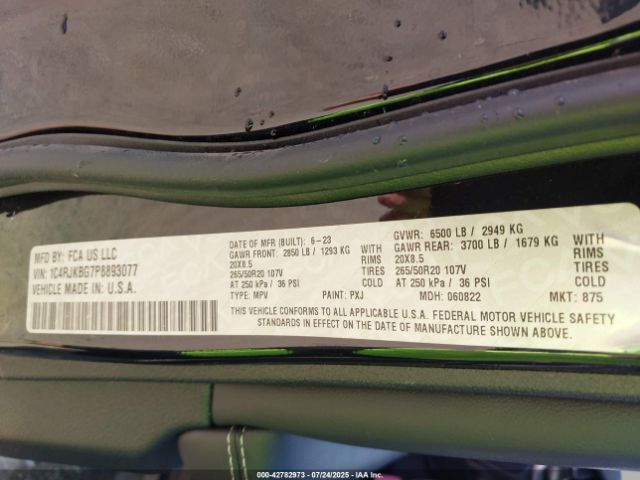 MFD BY: FCA US LLC
VIN: 1C4RJKBG7P8893077
VEHICLE MADE IN: U.S.A.
DATE OF MFR (BUILT): 6-23
GAWR FRONT: 2850 LB / 1293 KG WITH
20X8.5 RIMS
265/50R20 107V TIRES
AT 250 kPa / 36 PSI COLD
TYPE: MPV PAINT: PXJ
GVWR: 6500 LB / 2949 KG
GAWR REAR: 3700 LB / 1679 KG WITH
20X8.5 RIMS
265/50R20 107V TIRES
AT 250 kPa / 36 PSI COLD
MDH: 060822 MKT: 875
THIS VEHICLE CONFORMS TO ALL APPLICABLE U.S.A. FEDERAL MOTOR VEHICLE SAFETY
STANDARDS IN EFFECT ON THE DATE OF MANUFACTURE SHOWN ABOVE.
000-42782973 | 07/24/2025 - IAA Inc.